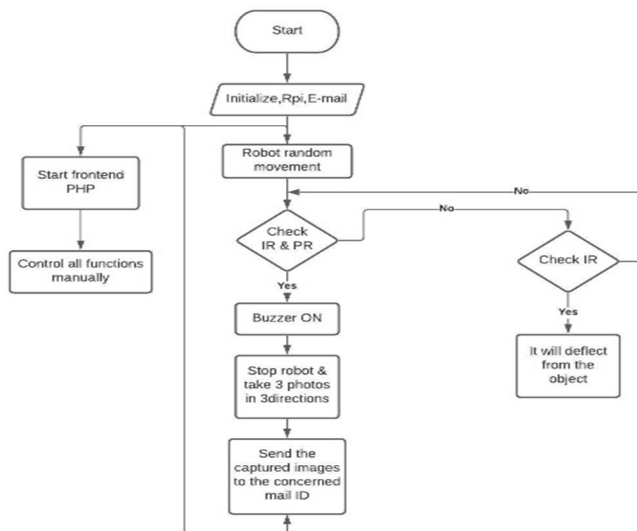 Start
Initialize,Rpi,E-mail
Robot random
movement
Start frontend
PHP
Control all functions
manually
No
No
Check
IR & PR
Check IR
Yes
Yes
Buzzer ON
It will deflect
from the
object
Stop robot &
take 3 photos
in 3directions
Send the
captured images
to the concerned
mail ID